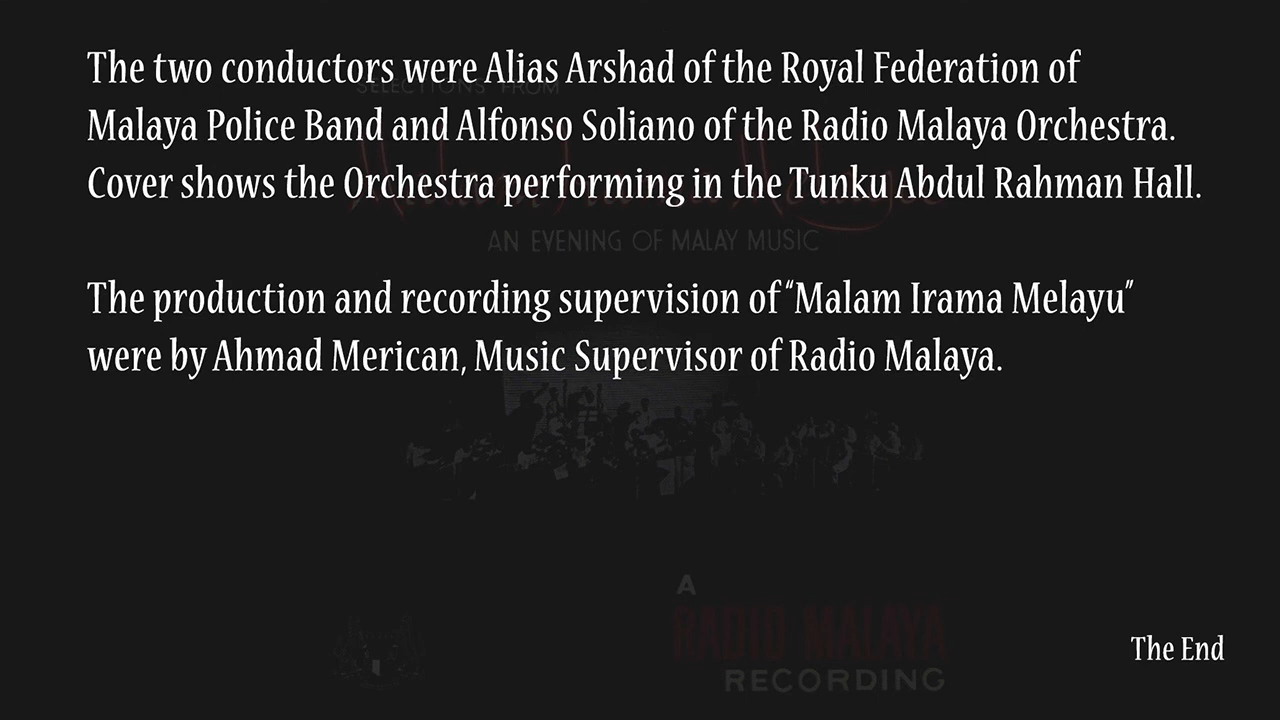 The two conductors were Alias Arshad of the Royal Federation of
Malaya Police Band and Alfonso Soliano of the Radio Malaya Orchestra.
Cover shows the Orchestra performing in the Tunku Abdul Rahman Hall.
The production and recording supervision of “Malam Irama Melayu”
were by Ahmad Merican, Music Supervisor of Radio Malaya.
SELECTIONS FROM
AN EVENING OF MALAY MUSIC
A
RADIO MALAYA
RECORDING
The End